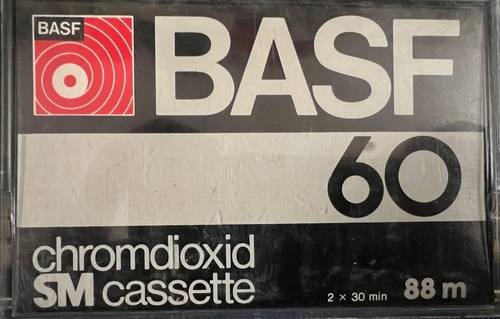 BASF
BASF
60
chromdioxid
SM cassette
2 × 30 min 88 m